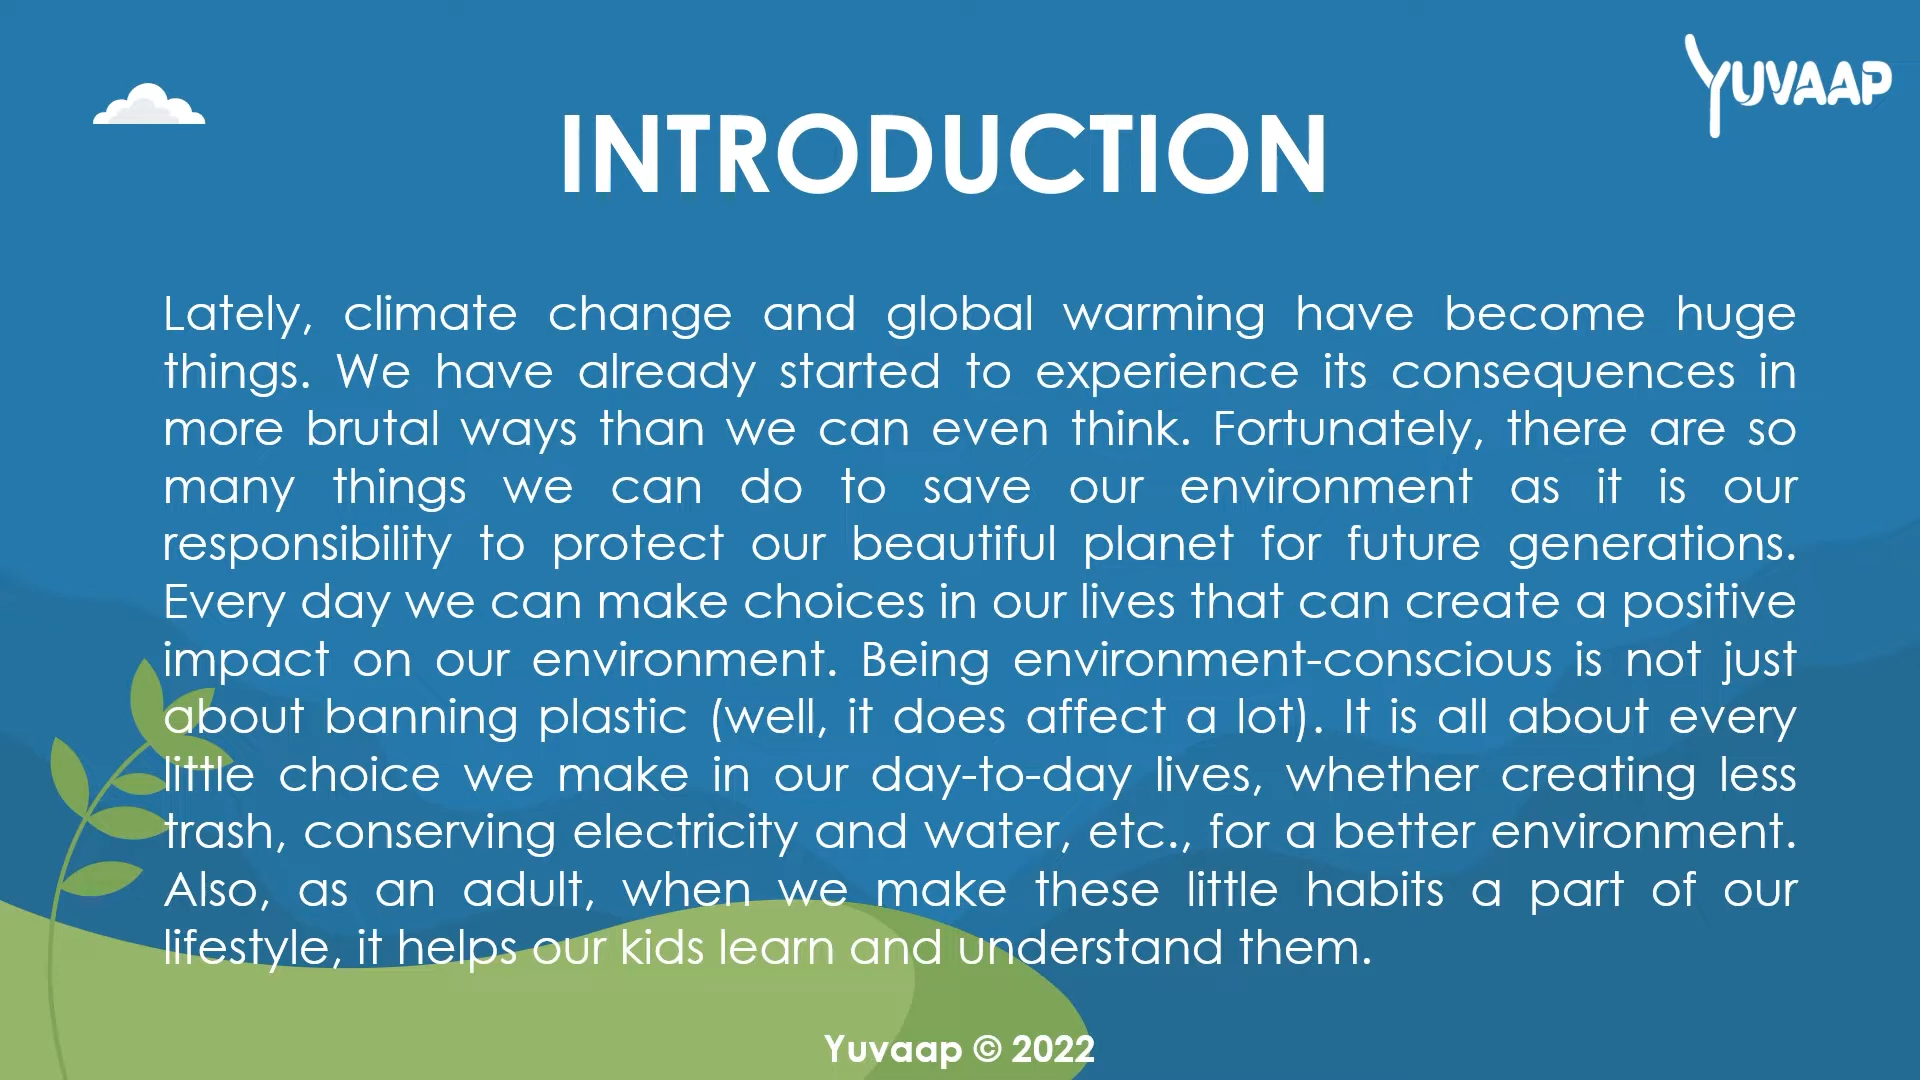 YUVAAP
INTRODUCTION
Lately, climate change and global warming have become huge
things. We have already started to experience its consequences in
more brutal ways than we can even think. Fortunately, there are so
many things we can do to save our environment as it is our
responsibility to protect our beautiful planet for future generations.
Every day we can make choices in our lives that can create a positive
impact on our environment. Being environment-conscious is not just
about banning plastic (well, it does affect a lot). It is all about every
little choice we make in our day-to-day lives, whether creating less
trash, conserving electricity and water, etc., for a better environment.
Also, as an adult, when we make these little habits a part of our
lifestyle, it helps our kids learn and understand them.
Yuvaap © 2022